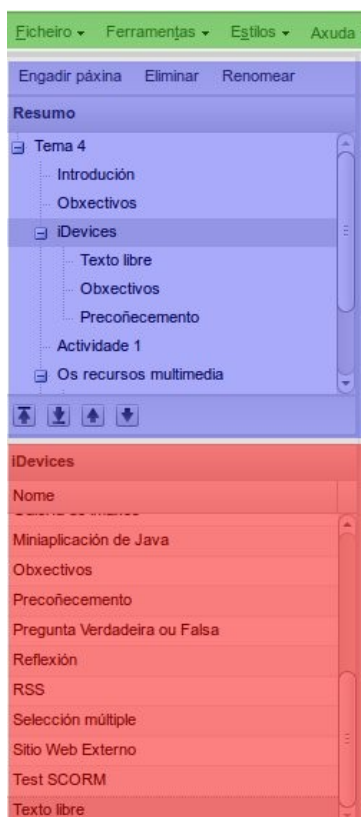 Ficheiro Ferramentas Estilos Axuda
Engadir páxina Eliminar Renomear
Resumo
Tema 4
Introdución
Obxectivos
iDevices
Texto libre
Obxectivos
Precoñecemento
Actividade 1
Os recursos multimedia
iDevices
Nome
Miniaplicación de Java
Obxectivos
Precoñecemento
Pregunta Verdadeira ou Falsa
Reflexión
RSS
Selección múltiple
Sitio Web Externo
Test SCORM
Texto libre